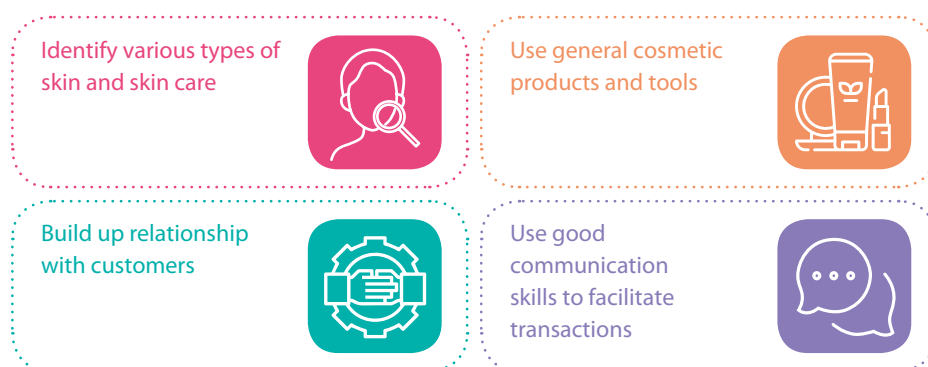 Identify various types of
skin and skin care
Use general cosmetic
products and tools
Build up relationship
with customers
Use good
communication
skills to facilitate
transactions